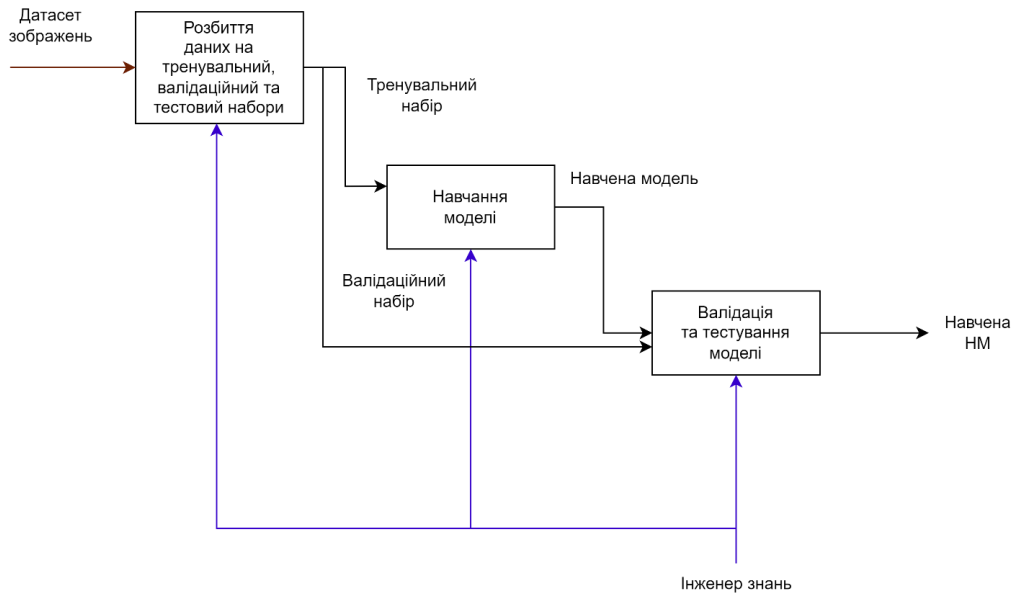 Датасет
зображень
Розбиття
даних на
тренувальний,
валідаційний та
тестовий набори
Тренувальний
набір
Навчання
моделі
Навчена модель
Валідаційний
набір
Валідація
та тестування
моделі
Навчена
НМ
Інженер знань